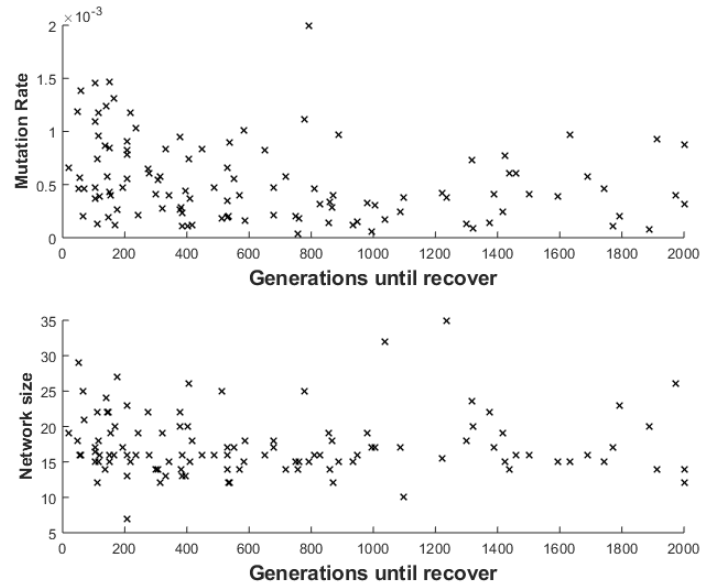 ×10⁻³
2
1.5
1
0.5
0
Mutation Rate
0 200 400 600 800 1000 1200 1400 1600 1800 2000
Generations until recover
35
30
25
20
15
10
5
Network size
0 200 400 600 800 1000 1200 1400 1600 1800 2000
Generations until recover